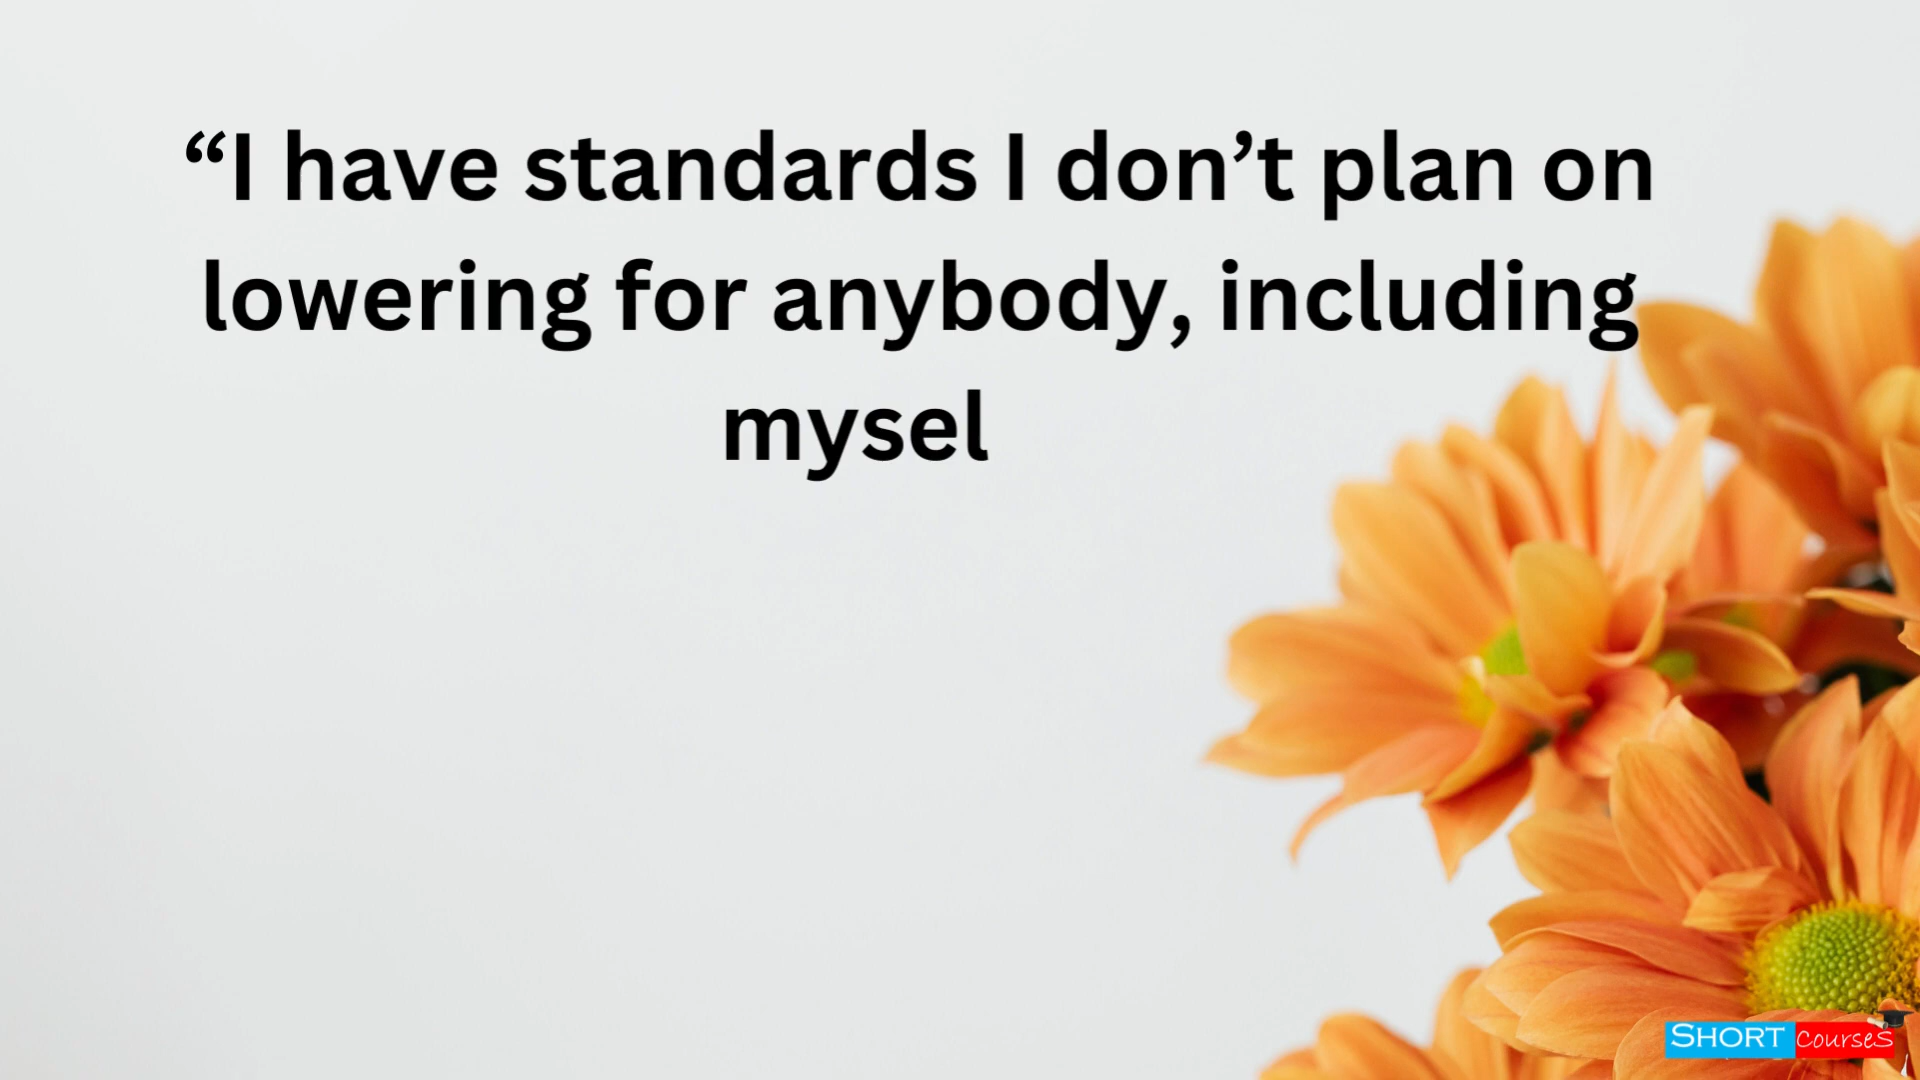 “I have standards I don’t plan on
lowering for anybody, including
mysel
SHORT courseS